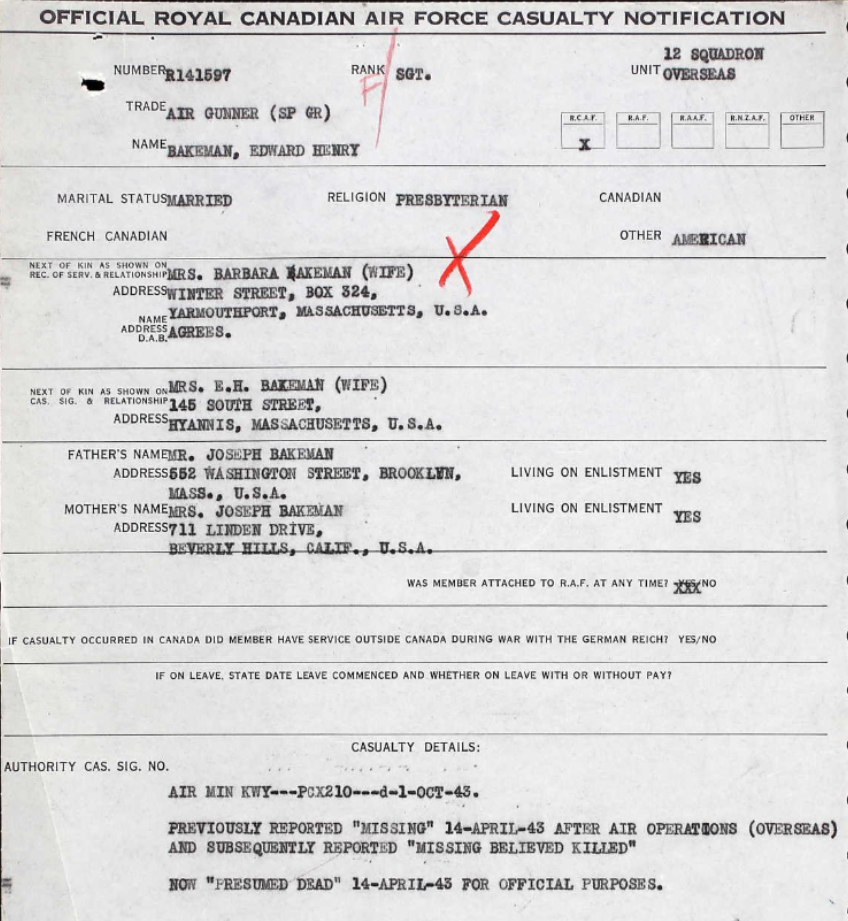 OFFICIAL ROYAL CANADIAN AIR FORCE CASUALTY NOTIFICATION
12 SQUADRON
NUMBER R141597 RANK SGT. UNIT OVERSEAS
TRADE AIR GUNNER (SP GR)
R.C.A.F. R.A.F. R.A.A.F. R.N.Z.A.F. OTHER
X
NAME BAKEMAN, EDWARD HENRY
MARITAL STATUS MARRIED RELIGION PRESBYTERIAN CANADIAN
FRENCH CANADIAN OTHER AMERICAN
NEXT OF KIN AS SHOWN ON
REC. OF SERV. & RELATIONSHIP MRS. BARBARA BAKEMAN (WIFE)
ADDRESS WINTER STREET, BOX 324,
NAME YARMOUTHPORT, MASSACHUSETTS, U.S.A.
ADDRESS AGREES.
D.A.B.
NEXT OF KIN AS SHOWN ON MRS. E.H. BAKEMAN (WIFE)
CAS. SIG. & RELATIONSHIP 145 SOUTH STREET,
ADDRESS HYANNIS, MASSACHUSETTS, U.S.A.
FATHER'S NAME MR. JOSEPH BAKEMAN
ADDRESS 552 WASHINGTON STREET, BROOKLYN, LIVING ON ENLISTMENT YES
MASS., U.S.A.
MOTHER'S NAME MRS. JOSEPH BAKEMAN LIVING ON ENLISTMENT YES
ADDRESS 711 LINDEN DRIVE,
BEVERLY HILLS, CALIF., U.S.A.
WAS MEMBER ATTACHED TO R.A.F. AT ANY TIME? XXX/NO
IF CASUALTY OCCURRED IN CANADA DID MEMBER HAVE SERVICE OUTSIDE CANADA DURING WAR WITH THE GERMAN REICH? YES/NO
IF ON LEAVE, STATE DATE LEAVE COMMENCED AND WHETHER ON LEAVE WITH OR WITHOUT PAY?
CASUALTY DETAILS:
AUTHORITY CAS. SIG. NO.
AIR MIN KWY---PCX210---d-1-OCT-43.
PREVIOUSLY REPORTED "MISSING" 14-APRIL-43 AFTER AIR OPERATIONS (OVERSEAS)
AND SUBSEQUENTLY REPORTED "MISSING BELIEVED KILLED"
NOW "PRESUMED DEAD" 14-APRIL-43 FOR OFFICIAL PURPOSES.